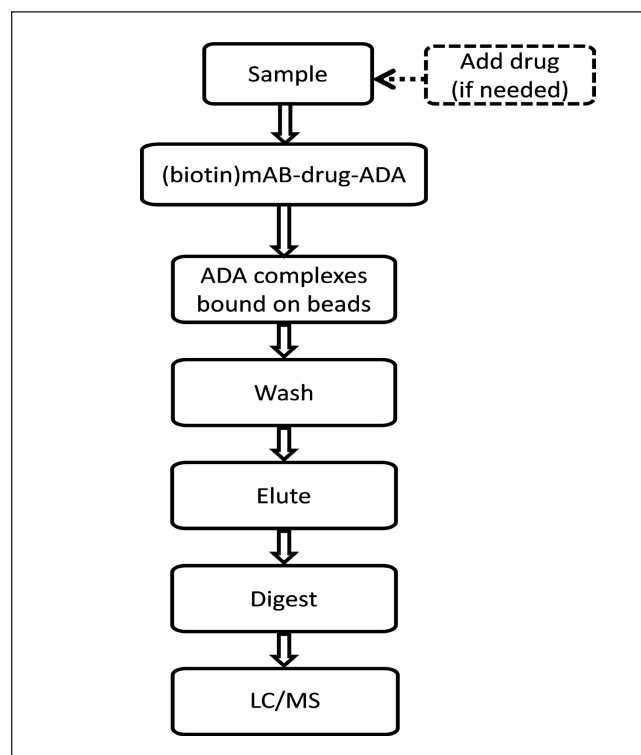 Sample
Add drug
(if needed)
(biotin)mAB-drug-ADA
ADA complexes
bound on beads
Wash
Elute
Digest
LC/MS